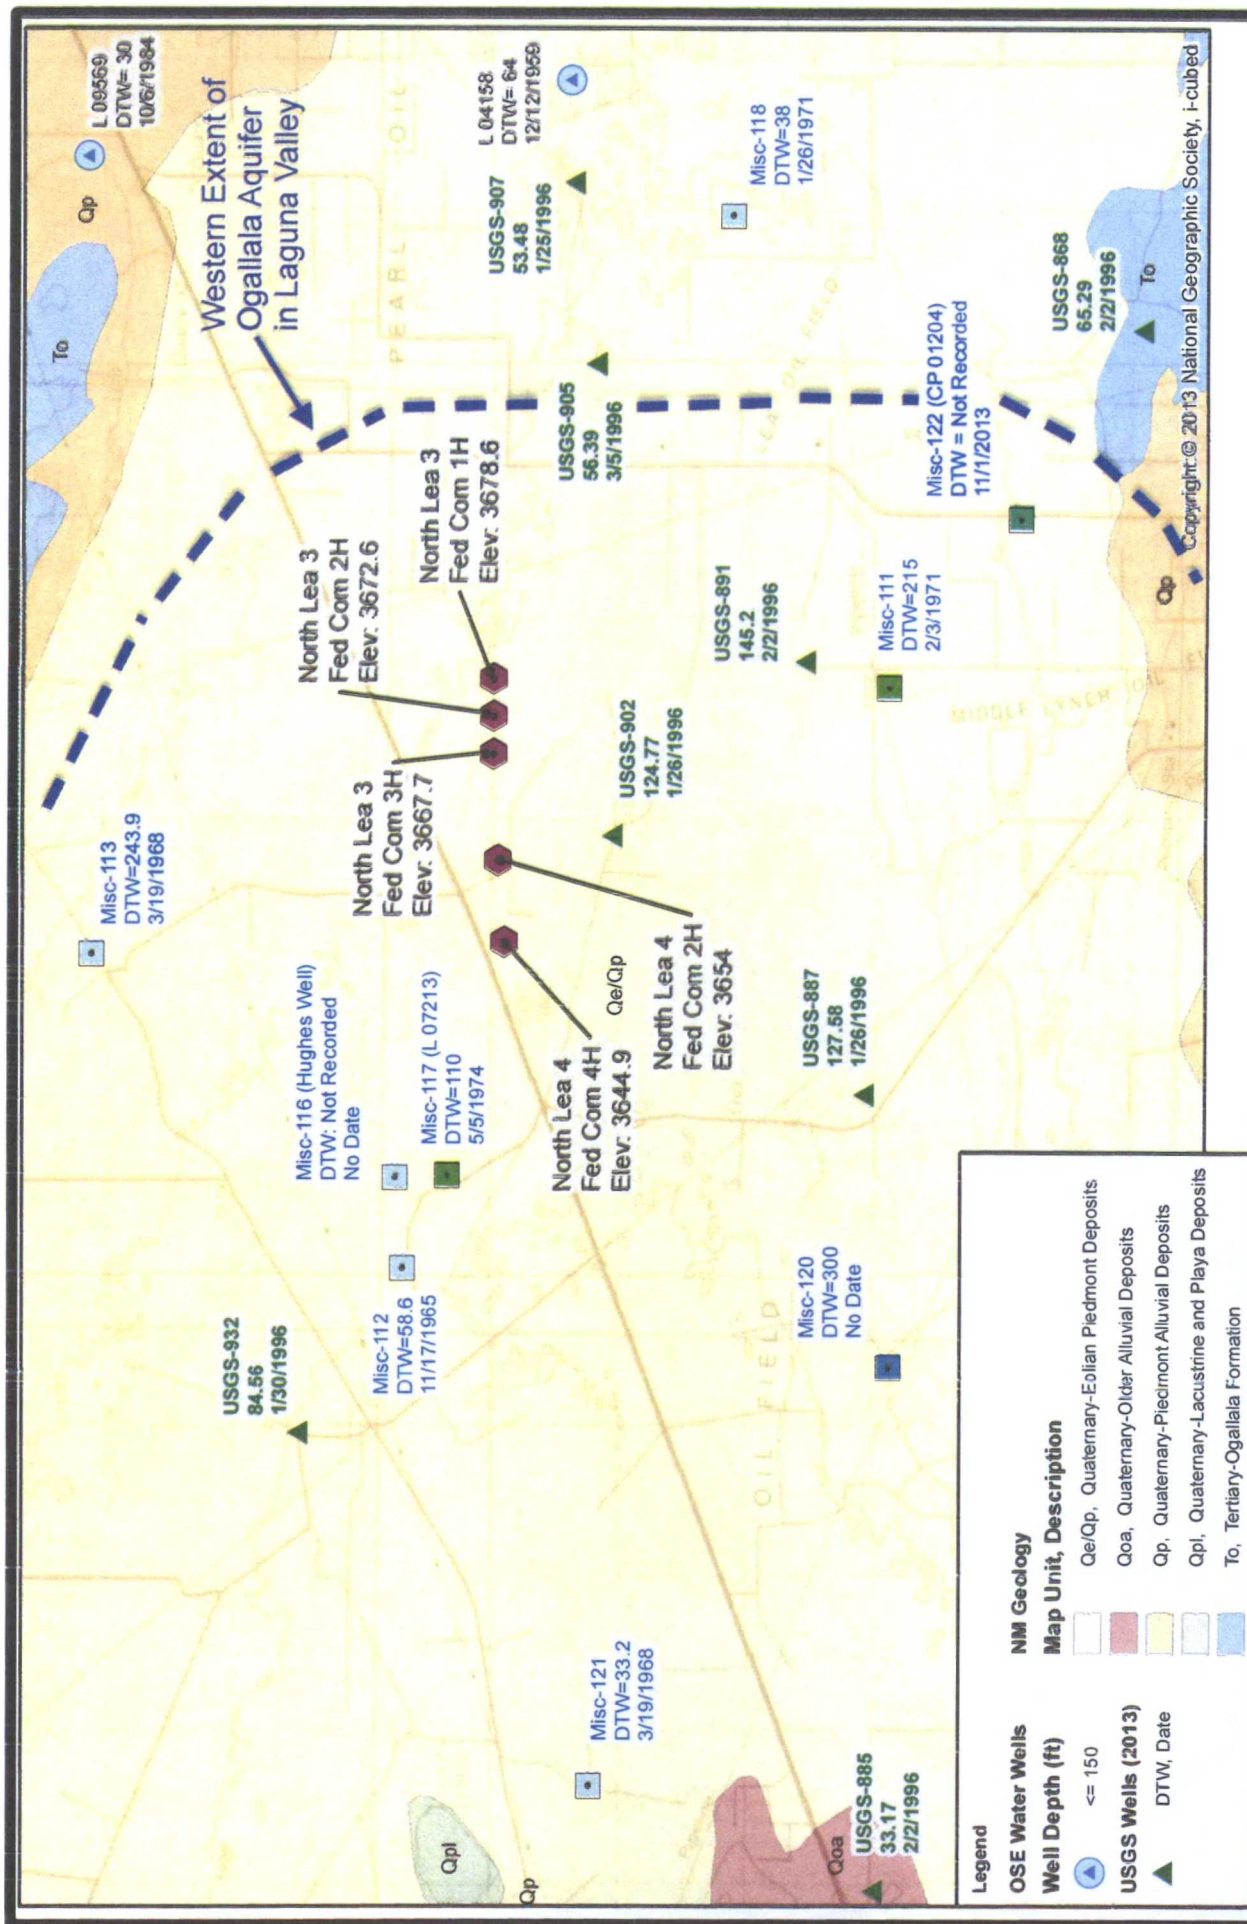 L 09569
DTW= 30
10/6/1984
Qp
To
Western Extent of
Ogallala Aquifer
in Laguna Valley
PEARL OIL
L 04158
DTW= 64
12/12/1959
USGS-907
53.48
1/25/1996
Misc-118
DTW=38
1/26/1971
USGS-905
56.39
3/5/1996
OIL FIELD
USGS-868
65.29
2/2/1996
To
Misc-122 (CP 01204)
DTW = Not Recorded
11/1/2013
Qp
Copyright:© 2013 National Geographic Society, i-cubed
North Lea 3
Fed Com 1H
Elev: 3678.6
North Lea 3
Fed Com 2H
Elev: 3672.6
North Lea 3
Fed Com 3H
Elev: 3667.7
USGS-891
145.2
2/2/1996
Misc-111
DTW=215
2/3/1971
MIDDLE LYNCH OIL
USGS-902
124.77
1/26/1996
Misc-113
DTW=243.9
3/19/1968
Misc-116 (Hughes Well)
DTW: Not Recorded
No Date
Misc-117 (L 07213)
DTW=110
5/5/1974
Qe/Qp
North Lea 4
Fed Com 4H
Elev: 3644.9
North Lea 4
Fed Com 2H
Elev: 3654
USGS-887
127.58
1/26/1996
USGS-932
84.56
1/30/1996
Misc-112
DTW=58.6
11/17/1965
Misc-120
DTW=300
No Date
OIL FIELD
Misc-121
DTW=33.2
3/19/1968
Qpl
Qp
Qoa
USGS-885
33.17
2/2/1996
Legend
OSE Water Wells
Well Depth (ft)
<= 150
USGS Wells (2013)
DTW, Date
NM Geology
Map Unit, Description
Qe/Qp, Quaternary-Eolian Piedmont Deposits
Qoa, Quaternary-Older Alluvial Deposits
Qp, Quaternary-Piedmont Alluvial Deposits
Qpl, Quaternary-Lacustrine and Playa Deposits
To, Tertiary-Ogallala Formation